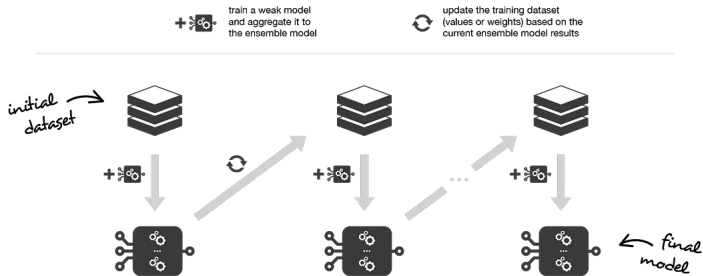 train a weak model
and aggregate it to
the ensemble model
update the training dataset
(values or weights) based on the
current ensemble model results
initial
dataset
final
model